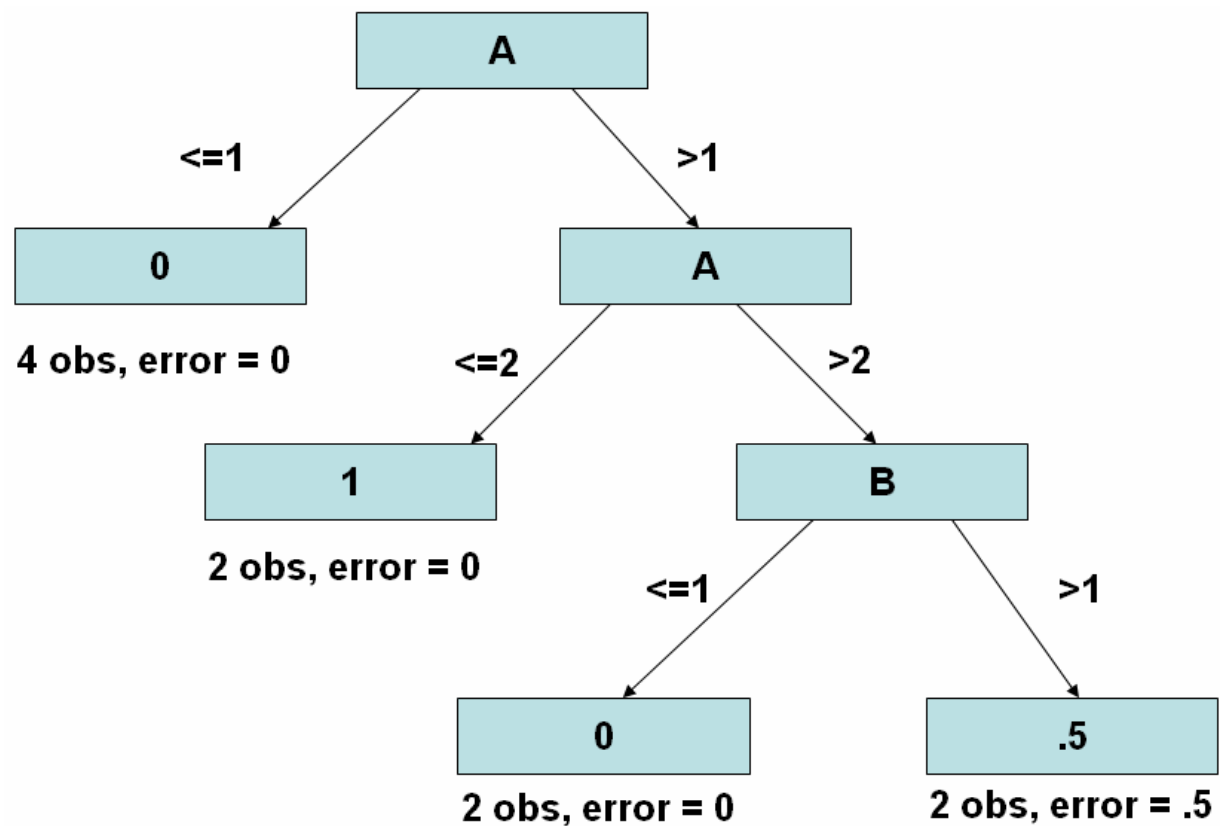 A
<=1
>1
0
A
4 obs, error = 0
<=2
>2
1
B
2 obs, error = 0
<=1
>1
0
.5
2 obs, error = 0
2 obs, error = .5